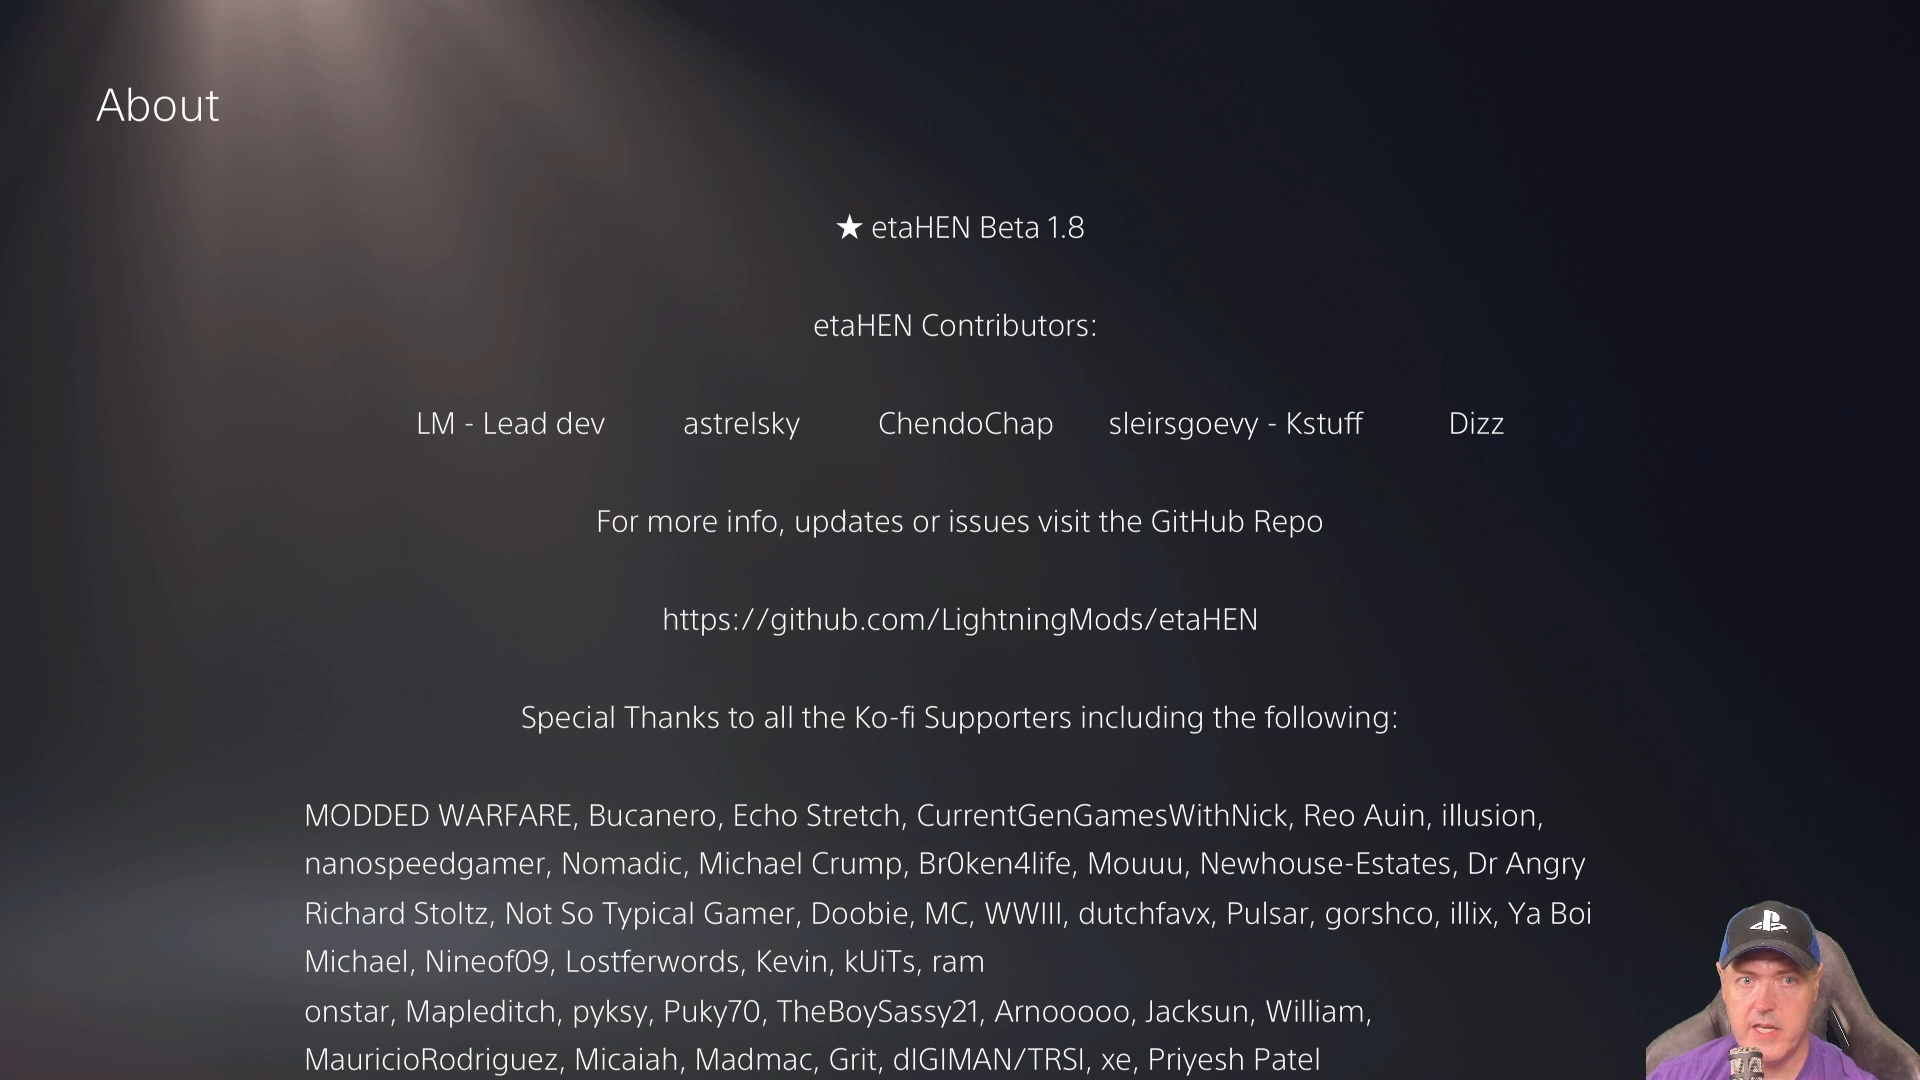 About
★ etaHEN Beta 1.8
etaHEN Contributors:
LM - Lead dev astrelsky ChendoChap sleirsgoevy - Kstuff Dizz
For more info, updates or issues visit the GitHub Repo
https://github.com/LightningMods/etaHEN
Special Thanks to all the Ko-fi Supporters including the following:
MODDED WARFARE, Bucanero, Echo Stretch, CurrentGenGamesWithNick, Reo Auin, illusion,
nanospeedgamer, Nomadic, Michael Crump, Br0ken4life, Mouuu, Newhouse-Estates, Dr Angry
Richard Stoltz, Not So Typical Gamer, Doobie, MC, WWIII, dutchfavx, Pulsar, gorshco, illix, Ya Boi
Michael, Nineof09, Lostferwords, Kevin, kUiTs, ram
onstar, Mapleditch, pyksy, Puky70, TheBoySassy21, Arnooooo, Jacksun, William,
MauricioRodriguez, Micaiah, Madmac, Grit, dIGIMAN/TRSI, xe, Priyesh Patel